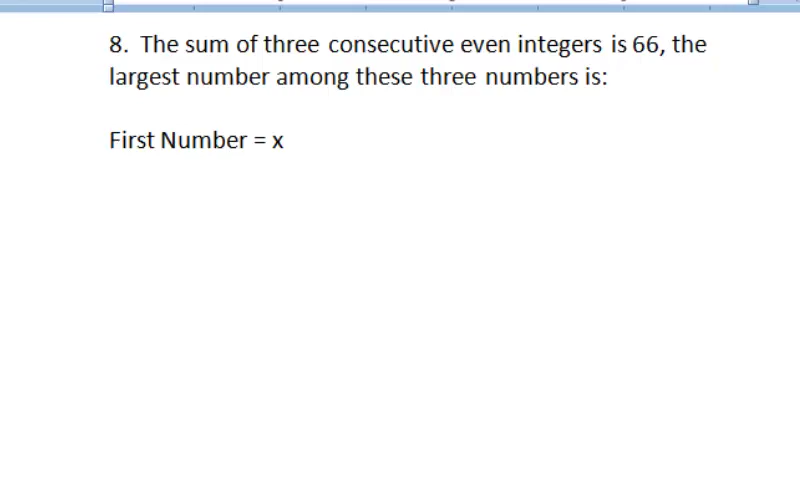 8. The sum of three consecutive even integers is 66, the
largest number among these three numbers is:
First Number = x